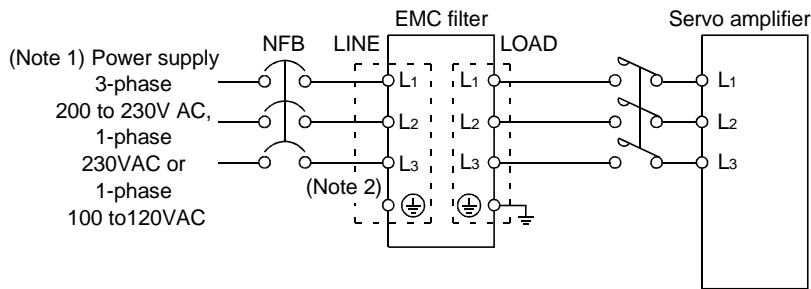 EMC filter
Servo amplifier
NFB
LINE
LOAD
(Note 1) Power supply
3-phase
200 to 230V AC,
1-phase
230VAC or
1-phase
100 to120VAC
(Note 2)
L1
L2
L3
L1
L2
L3
L1
L2
L3